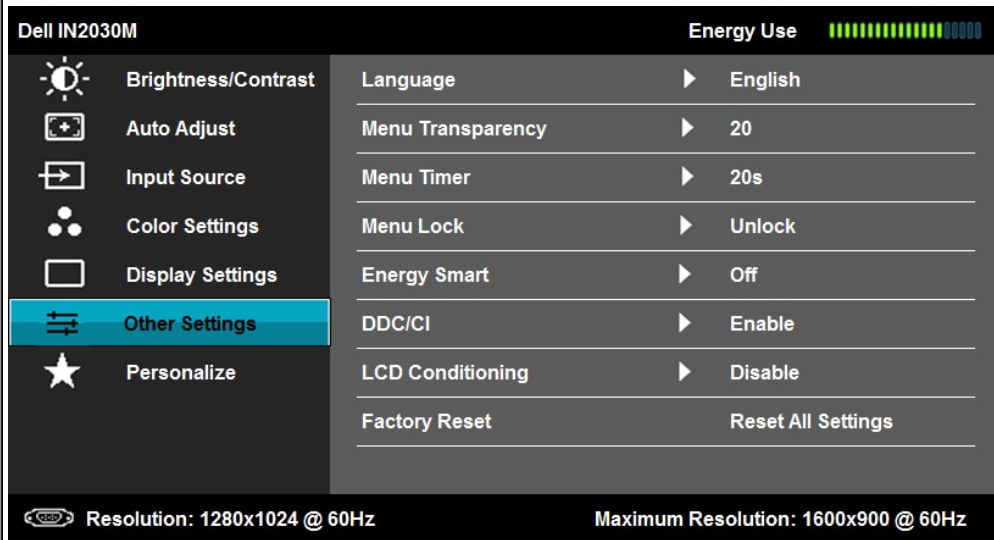 Dell IN2030M Energy Use
Brightness/Contrast Language English
Auto Adjust Menu Transparency 20
Input Source Menu Timer 20s
Color Settings Menu Lock Unlock
Display Settings Energy Smart Off
Other Settings DDC/CI Enable
Personalize LCD Conditioning Disable
Factory Reset Reset All Settings
Resolution: 1280x1024 @ 60Hz Maximum Resolution: 1600x900 @ 60Hz